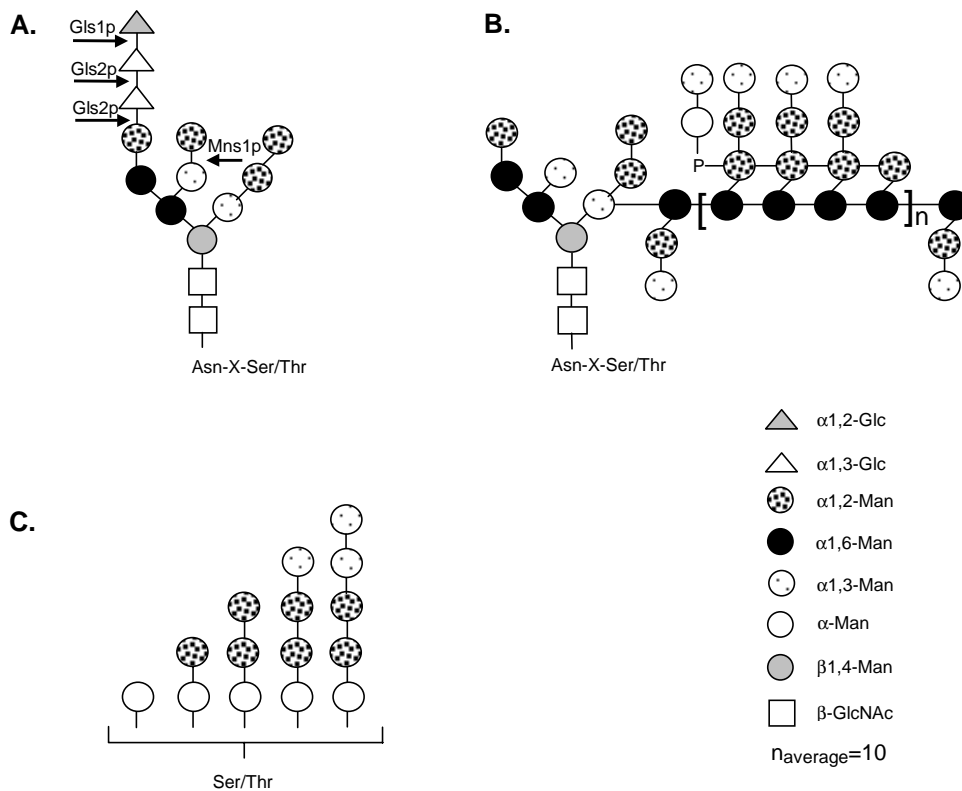 A.
Gls1p
Gls2p
Gls2p
Mns1p
Asn-X-Ser/Thr
B.
P
[ ]n
Asn-X-Ser/Thr
C.
Ser/Thr
α1,2-Glc
α1,3-Glc
α1,2-Man
α1,6-Man
α1,3-Man
α-Man
β1,4-Man
β-GlcNAc
naverage=10